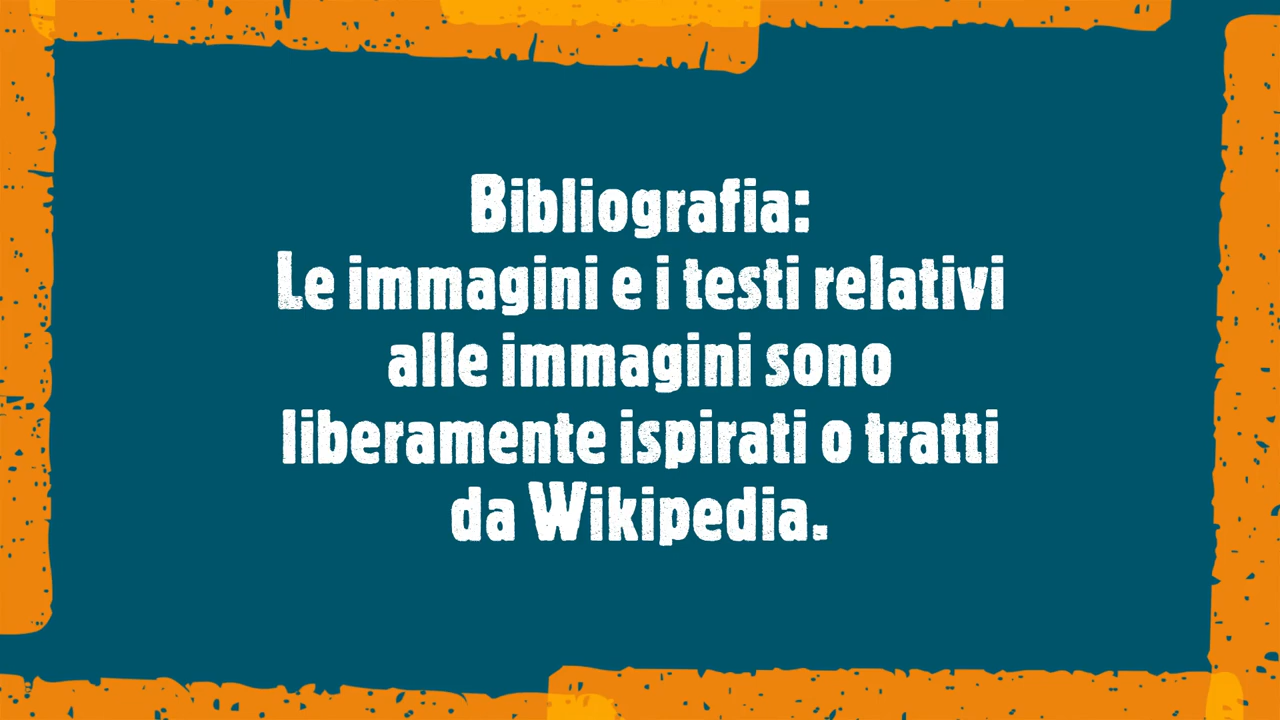 Bibliografia:
Le immagini e i testi relativi
alle immagini sono
liberamente ispirati o tratti
da Wikipedia.